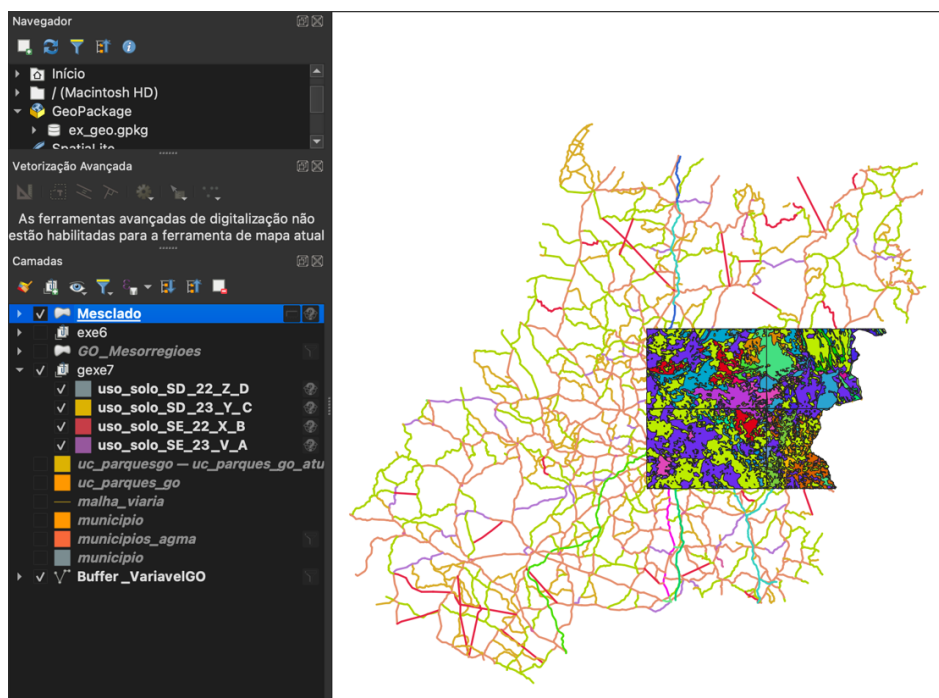 Navegador
Início
/ (Macintosh HD)
GeoPackage
ex_geo.gpkg
SpatiaLite
Vetorização Avançada
As ferramentas avançadas de digitalização não
estão habilitadas para a ferramenta de mapa atual
Camadas
Mesclado
exe6
GO_Mesorregioes
gexe7
uso_solo_SD_22_Z_D
uso_solo_SD_23_Y_C
uso_solo_SE_22_X_B
uso_solo_SE_23_V_A
uc_parquesgo — uc_parques_go_atu
uc_parques_go
malha_viaria
municipio
municipios_agma
municipio
Buffer _VariavelGO